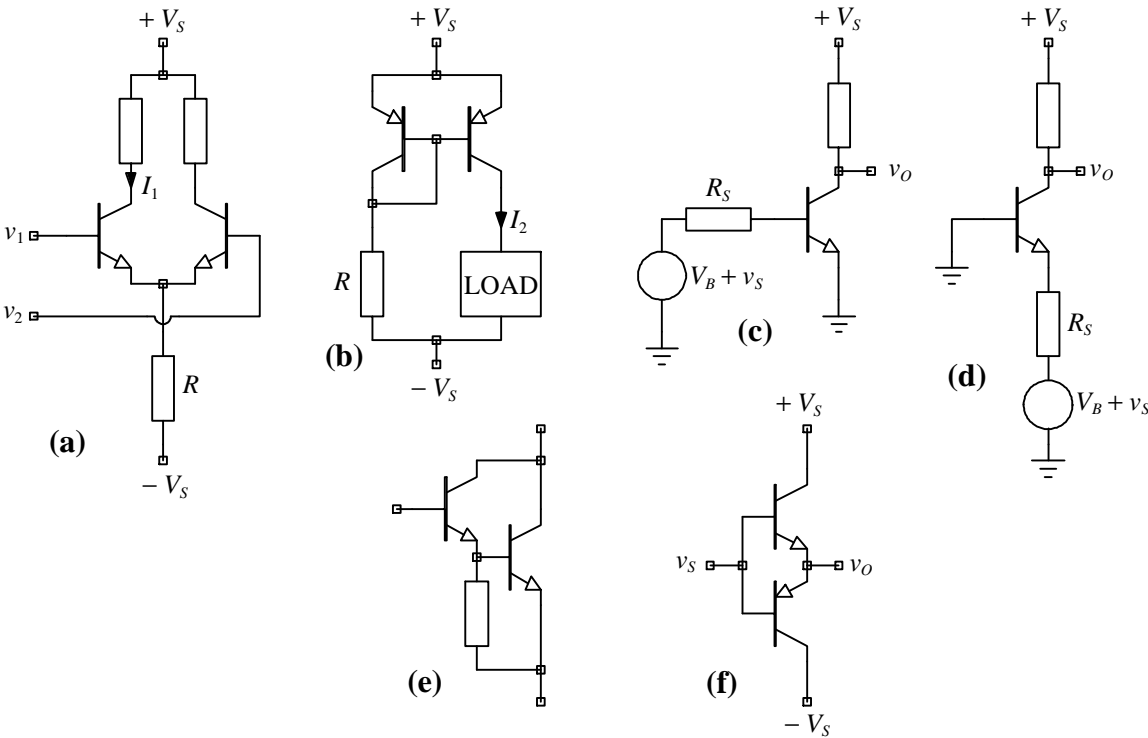 + V_S
I_1
v_1
v_2
R
− V_S
(a)
+ V_S
I_2
R
LOAD
− V_S
(b)
+ V_S
v_O
R_S
V_B + v_S
(c)
+ V_S
v_O
R_S
V_B + v_S
(d)
(e)
+ V_S
v_S
v_O
− V_S
(f)